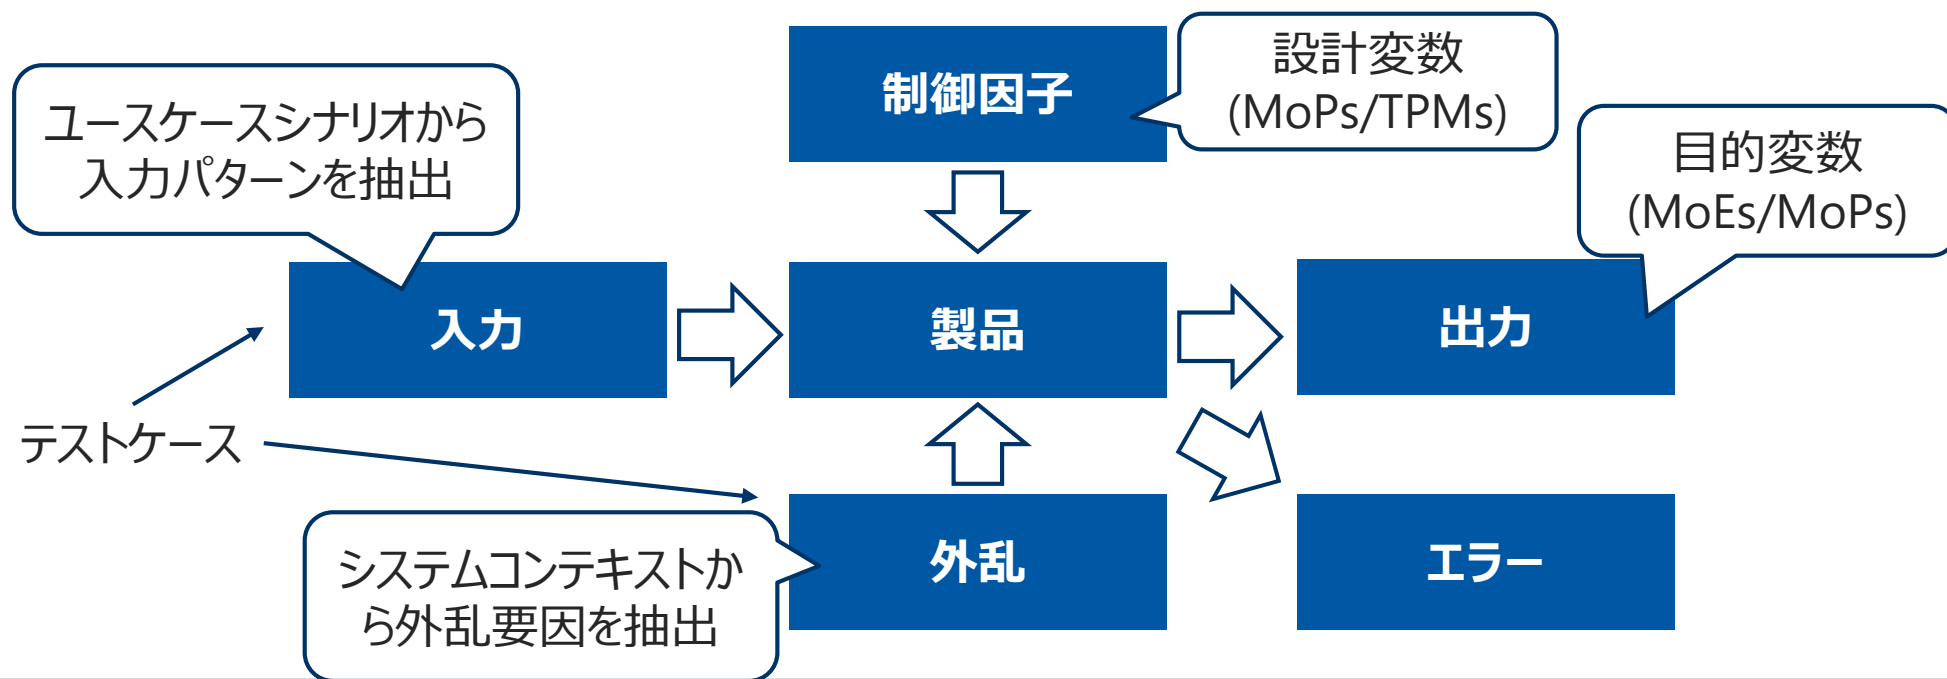 制御因子
設計変数
(MoPs/TPMs)
ユースケースシナリオから
入力パターンを抽出
目的変数
(MoEs/MoPs)
入力
製品
出力
テストケース
システムコンテキストか
ら外乱要因を抽出
外乱
エラー